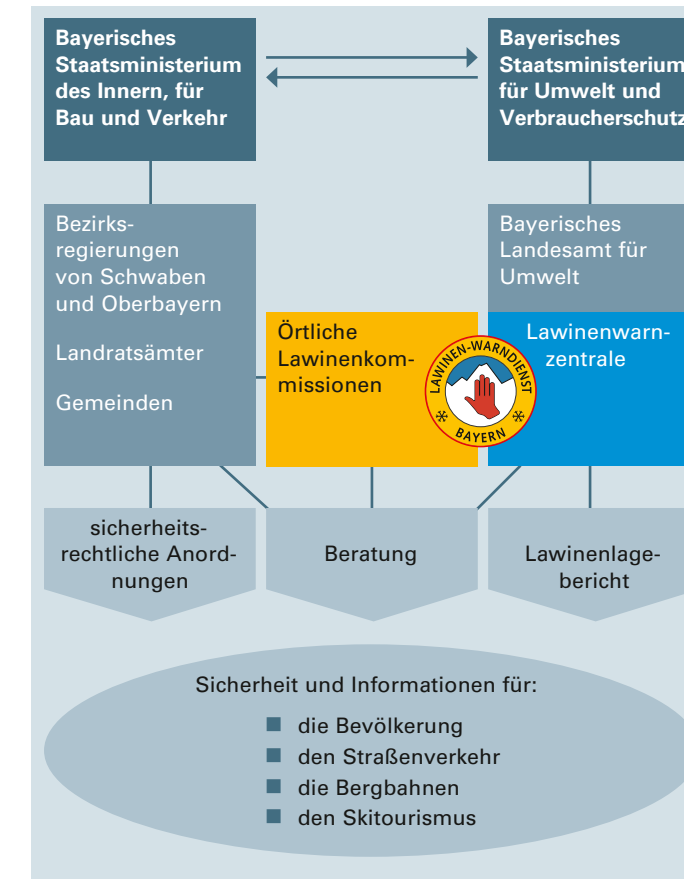 Bayerisches
Staatsministerium
des Innern, für
Bau und Verkehr
Bayerisches
Staatsministerium
für Umwelt und
Verbraucherschutz
Bezirks-
regierungen
von Schwaben
und Oberbayern
Landratsämter
Gemeinden
Örtliche
Lawinenkom-
missionen
LAWINEN-WARNDIENST
BAYERN
Bayerisches
Landesamt für
Umwelt
Lawinenwarn-
zentrale
sicherheits-
rechtliche Anord-
nungen
Beratung
Lawinenlage-
bericht
Sicherheit und Informationen für:
die Bevölkerung
den Straßenverkehr
die Bergbahnen
den Skitourismus